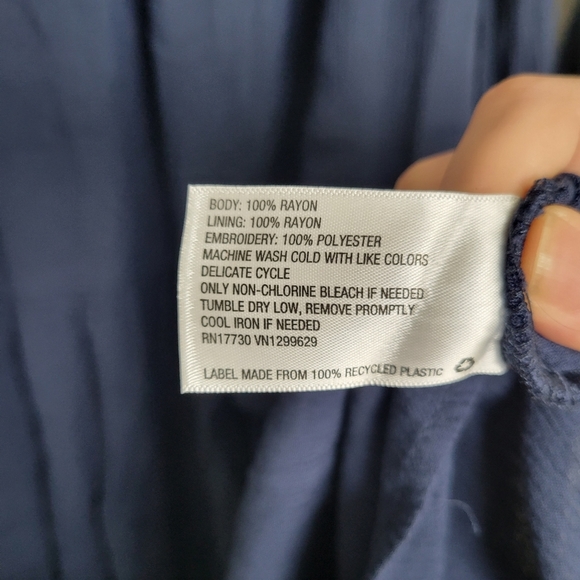 BODY: 100% RAYON
LINING: 100% RAYON
EMBROIDERY: 100% POLYESTER
MACHINE WASH COLD WITH LIKE COLORS
DELICATE CYCLE
ONLY NON-CHLORINE BLEACH IF NEEDED
TUMBLE DRY LOW, REMOVE PROMPTLY
COOL IRON IF NEEDED
RN17730 VN1299629
LABEL MADE FROM 100% RECYCLED PLASTIC